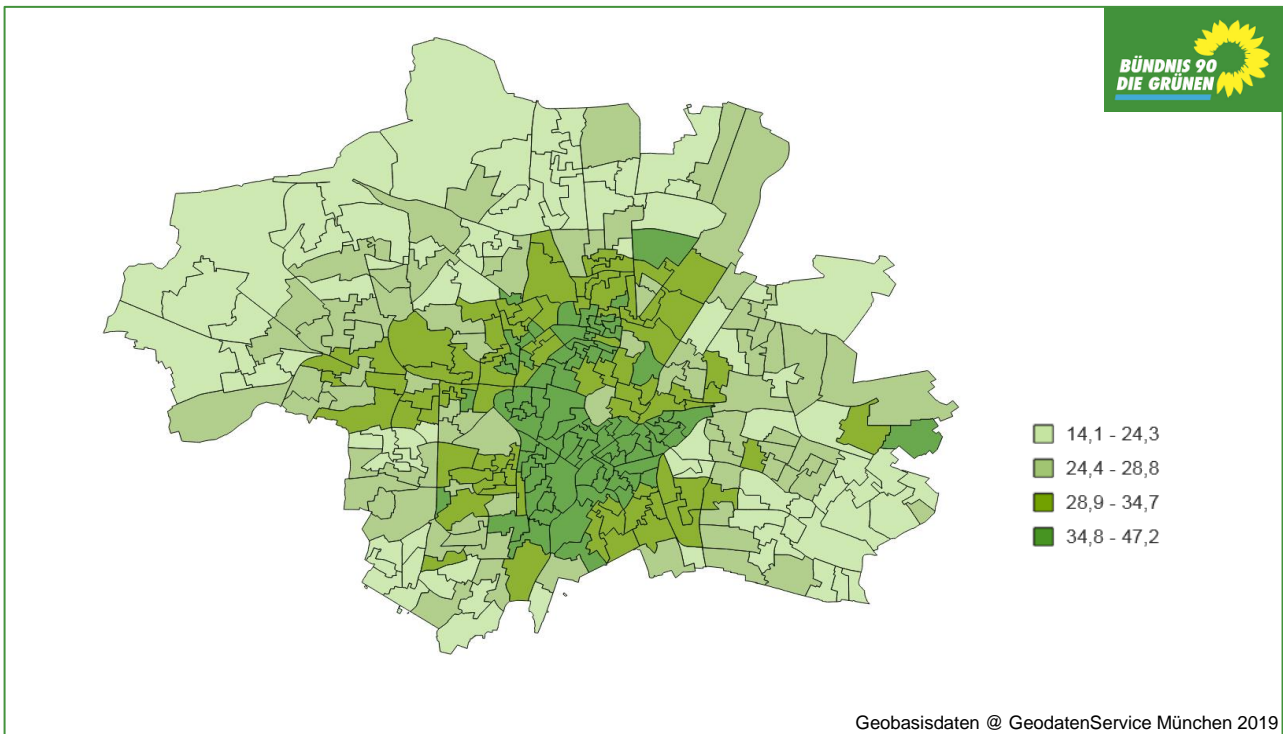 BÜNDNIS 90
DIE GRÜNEN
14,1 - 24,3
24,4 - 28,8
28,9 - 34,7
34,8 - 47,2
Geobasisdaten @ GeodatenService München 2019